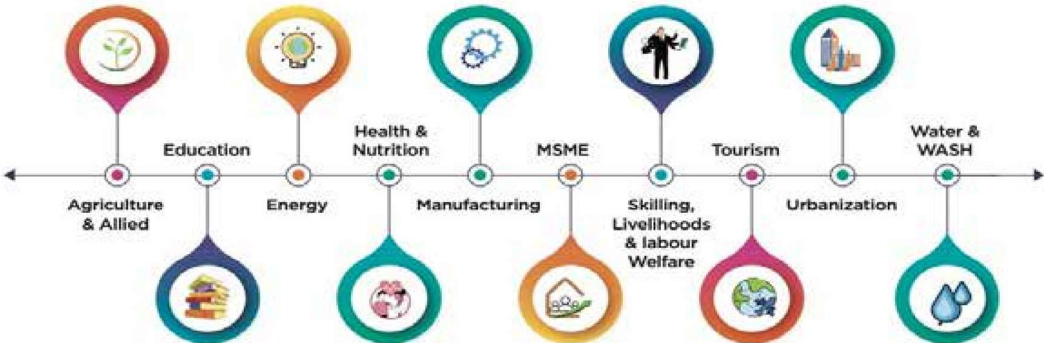 Agriculture
& Allied
Education
Energy
Health &
Nutrition
Manufacturing
MSME
Skilling,
Livelihoods
& labour
Welfare
Tourism
Urbanization
Water &
WASH